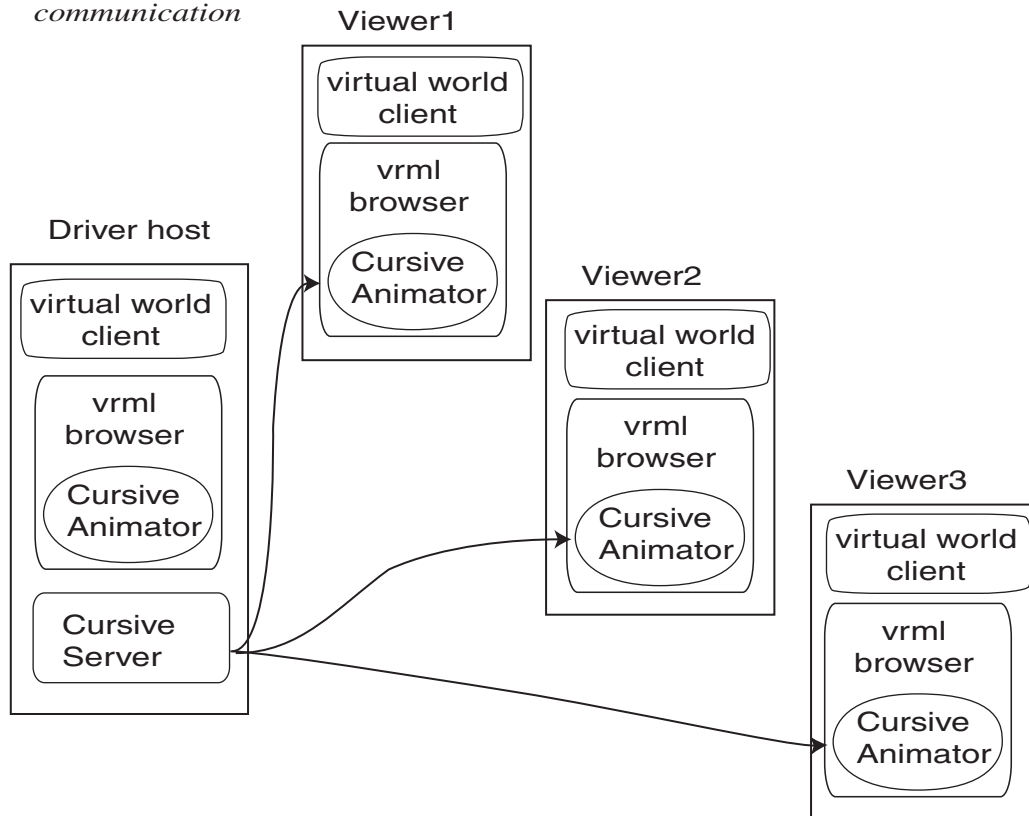 communication
Viewer1
virtual world
client
vrml
browser
Cursive
Animator
Driver host
virtual world
client
vrml
browser
Cursive
Animator
Cursive
Server
Viewer2
virtual world
client
vrml
browser
Cursive
Animator
Viewer3
virtual world
client
vrml
browser
Cursive
Animator